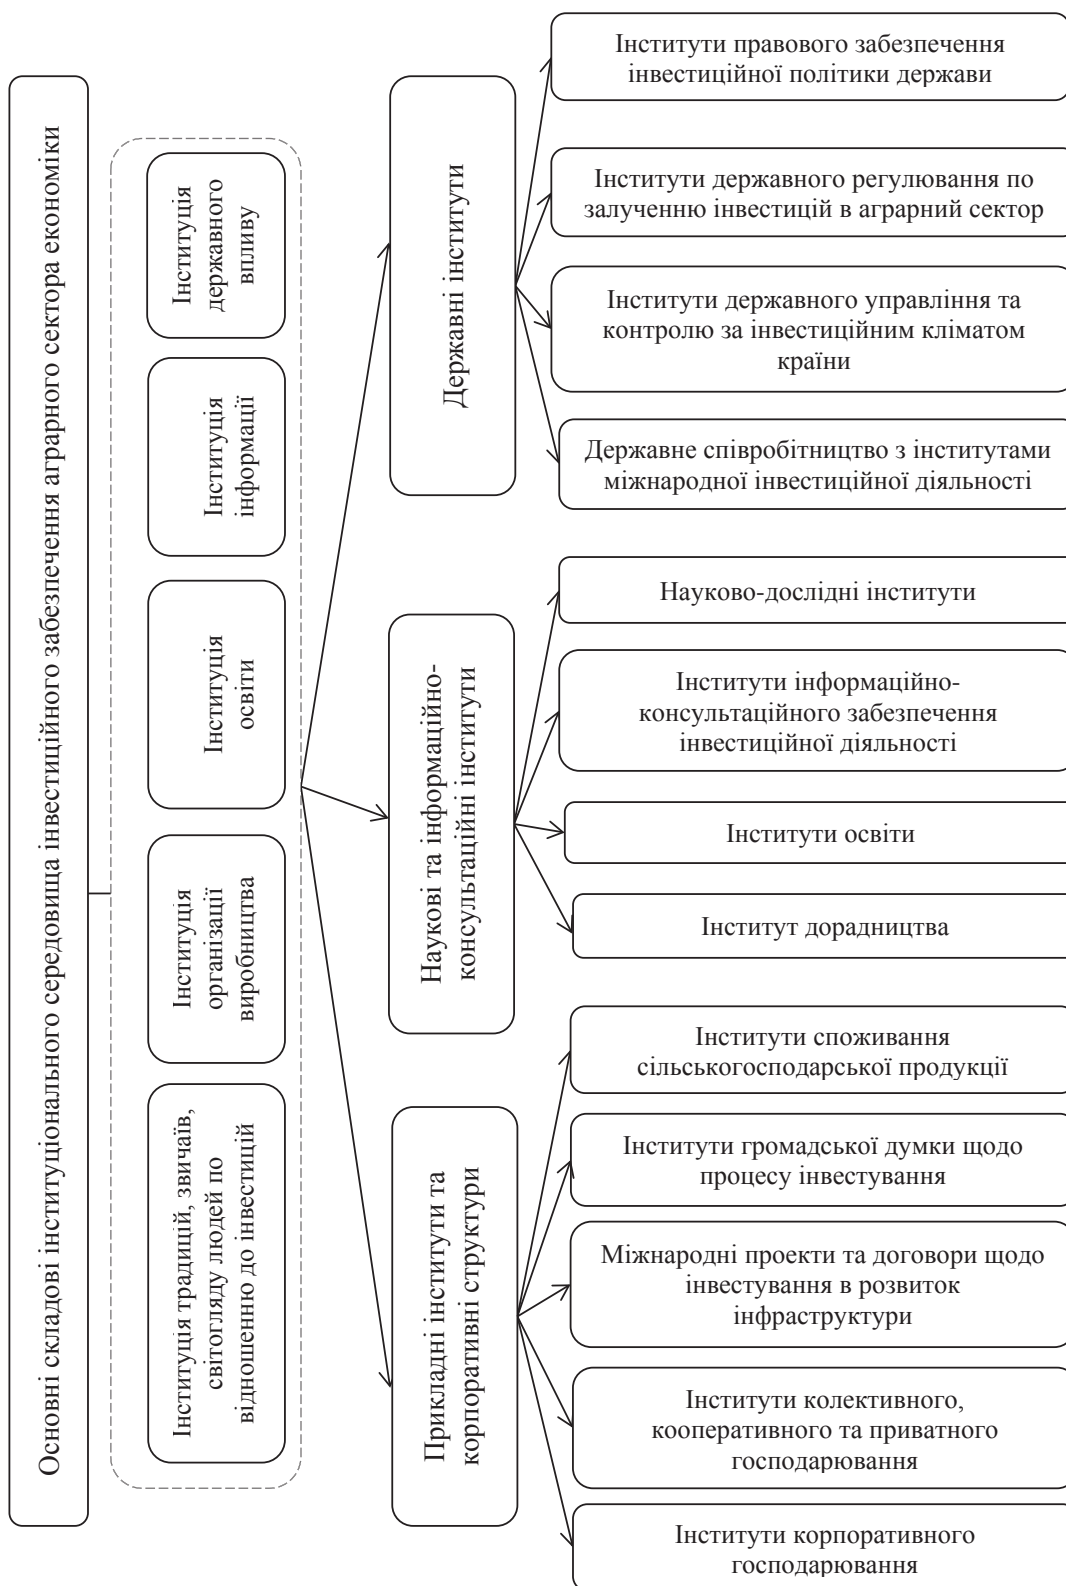 Основні складові інституціонального середовища інвестиційного забезпечення аграрного сектора економіки
Інституція традицій, звичаїв,
світогляду людей по
відношенню до інвестицій
Інституція
організації
виробництва
Інституція
освіти
Інституція
інформації
Інституція
державного
впливу
Державні інститути
Інститути правового забезпечення
інвестиційної політики держави
Інститути державного регулювання по
залученню інвестицій в аграрний сектор
Інститути державного управління та
контролю за інвестиційним кліматом
країни
Державне співробітництво з інститутами
міжнародної інвестиційної діяльності
Наукові та інформаційно-
консультаційні інститути
Науково-дослідні інститути
Інститути інформаційно-
консультаційного забезпечення
інвестиційної діяльності
Інститути освіти
Інститут дорадництва
Прикладні інститути та
корпоративні структури
Інститути споживання
сільськогосподарської продукції
Інститути громадської думки щодо
процесу інвестування
Міжнародні проекти та договори щодо
інвестування в розвиток
інфраструктури
Інститути колективного,
кооперативного та приватного
господарювання
Інститути корпоративного
господарювання